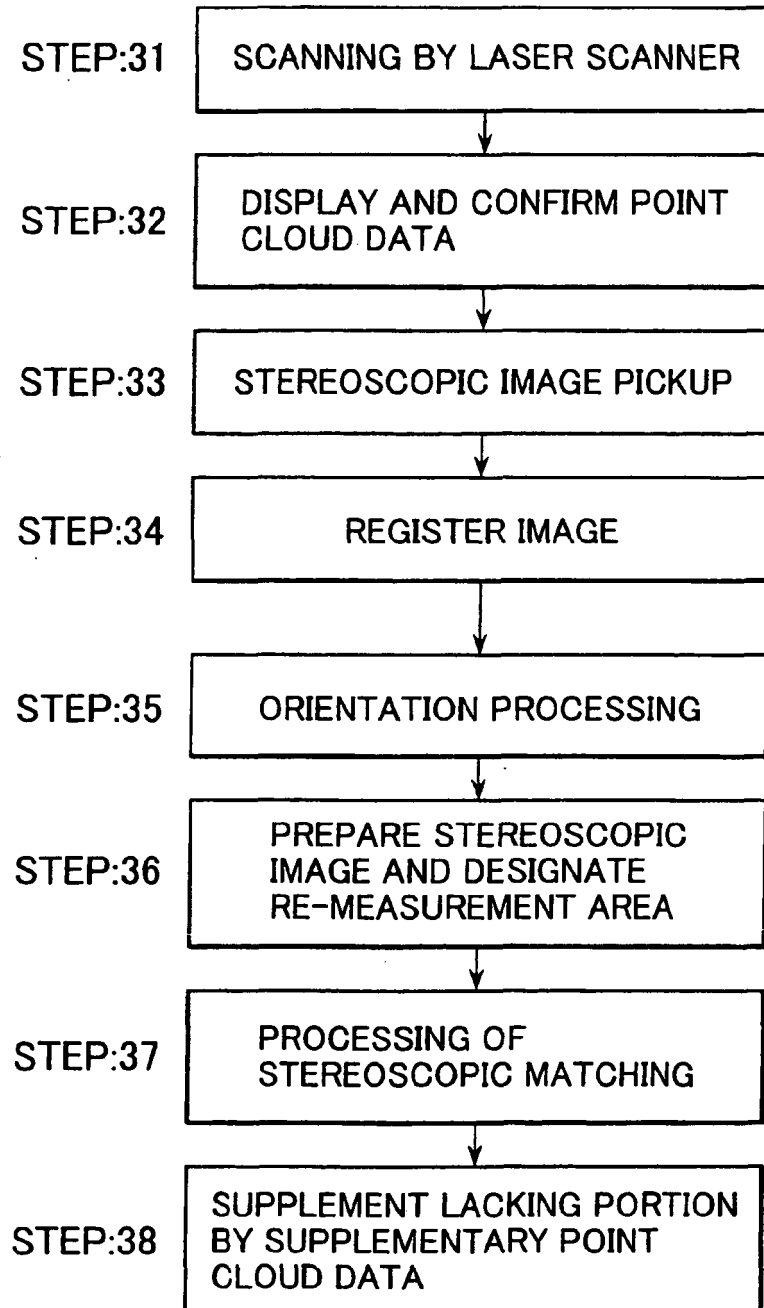 STEP:31
SCANNING BY LASER SCANNER
STEP:32
DISPLAY AND CONFIRM POINT
CLOUD DATA
STEP:33
STEREOSCOPIC IMAGE PICKUP
STEP:34
REGISTER IMAGE
STEP:35
ORIENTATION PROCESSING
STEP:36
PREPARE STEREOSCOPIC
IMAGE AND DESIGNATE
RE-MEASUREMENT AREA
STEP:37
PROCESSING OF
STEREOSCOPIC MATCHING
STEP:38
SUPPLEMENT LACKING PORTION
BY SUPPLEMENTARY POINT
CLOUD DATA